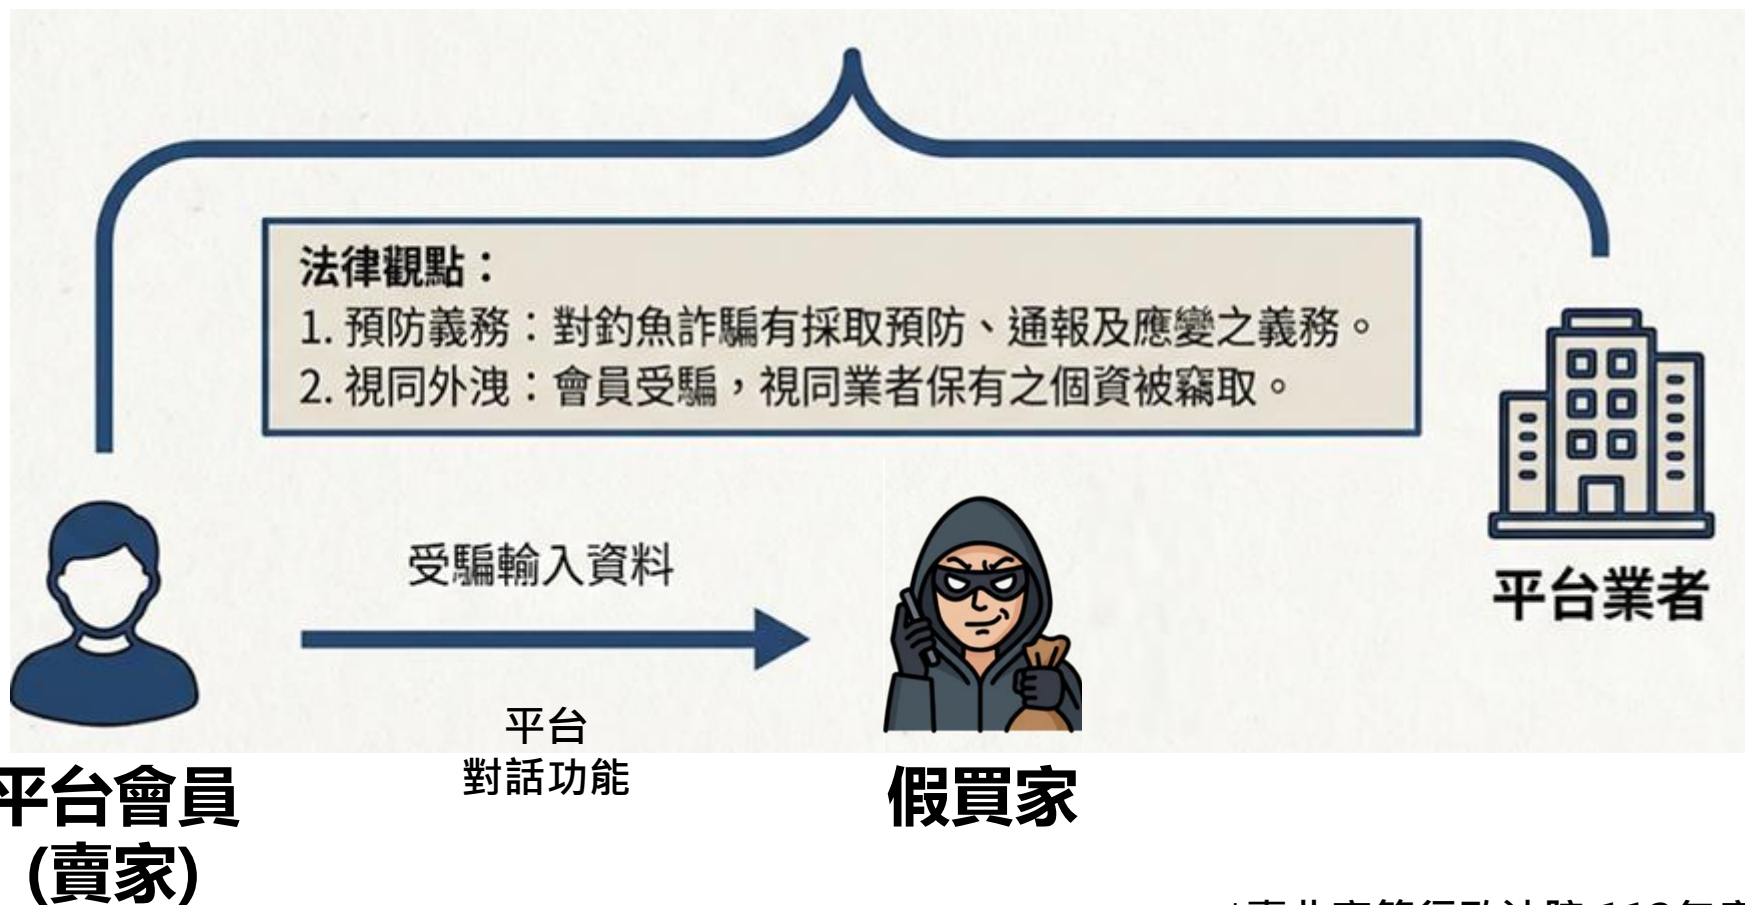 法律觀點：
1. 預防義務：對釣魚詐騙有採取預防、通報及應變之義務。
2. 視同外洩：會員受騙，視同業者保有之個資被竊取。
受騙輸入資料
平台
對話功能
平台業者
平台會員
(賣家)
假買家